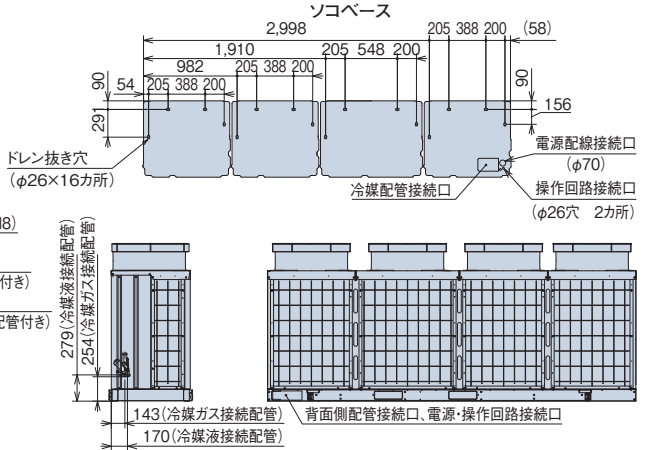 ソコベース
2,998
205 388 200 (58)
1,910
205 548 200
982
205 388 200
54 205 388 200
90
291
90
156
ドレン抜き穴
(φ26×16カ所)
電源配線接続口
(φ70)
冷媒配管接続口
操作回路接続口
(φ26穴 2カ所)
18)
付き)
配管付き)
279(冷媒液接続配管)
254(冷媒ガス接続配管)
143(冷媒ガス接続配管)
170(冷媒液接続配管)
背面側配管接続口、電源・操作回路接続口